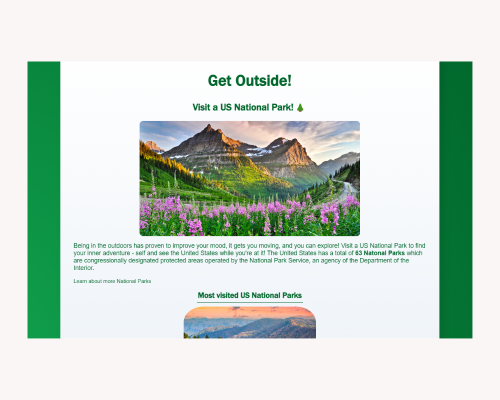 Get Outside!
Visit a US National Park! 🌲
Being in the outdoors has proven to improve your mood, it gets you moving, and you can explore! Visit a US National Park to find
your inner adventure - self and see the United States while you're at it! The United States has a total of 63 Natonal Parks which
are congressionally designated protected areas operated by the National Park Service, an agency of the Department of the
Interior.
Learn about more National Parks
Most visited US National Parks